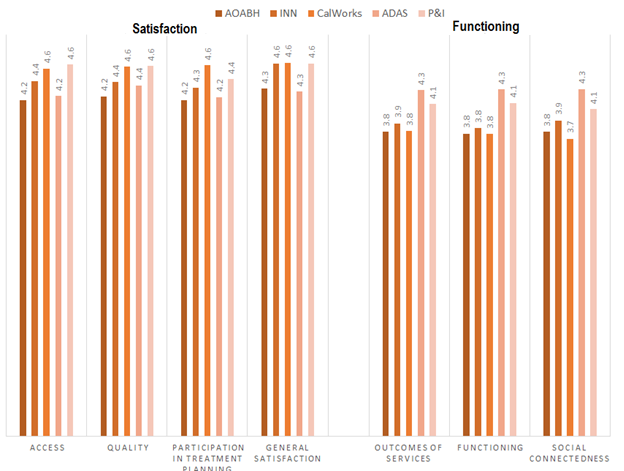 AOABH INN CalWorks ADAS P&I
Satisfaction
Functioning
4.2 4.4 4.6 4.2 4.6
4.2 4.4 4.6 4.4 4.6
4.2 4.3 4.6 4.2 4.4
4.3 4.6 4.6 4.3 4.6
3.8 3.9 3.8 4.3 4.1
3.8 3.8 3.8 4.3 4.1
3.8 3.9 3.7 4.3 4.1
ACCESS
QUALITY
PARTICIPATION
IN TREATMENT
PLANNING
GENERAL
SATISFACTION
OUTCOMES OF
SERVICES
FUNCTIONING
SOCIAL
CONNECTEDNESS